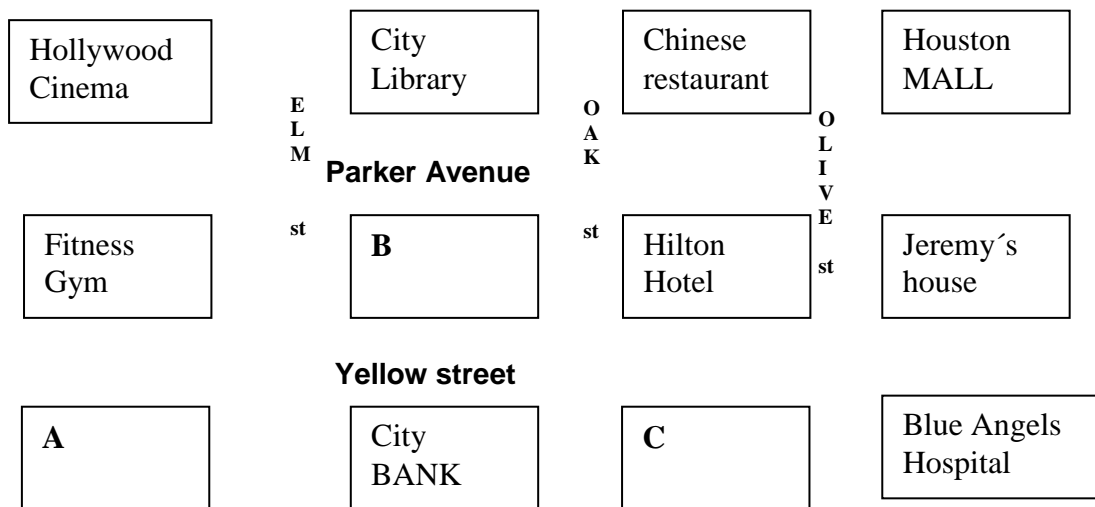 Hollywood
Cinema
City
Library
Chinese
restaurant
Houston
MALL
E
L
M
st
O
A
K
st
O
L
I
V
E
st
Parker Avenue
Fitness
Gym
B
Hilton
Hotel
Jeremy´s
house
Yellow street
A
City
BANK
C
Blue Angels
Hospital